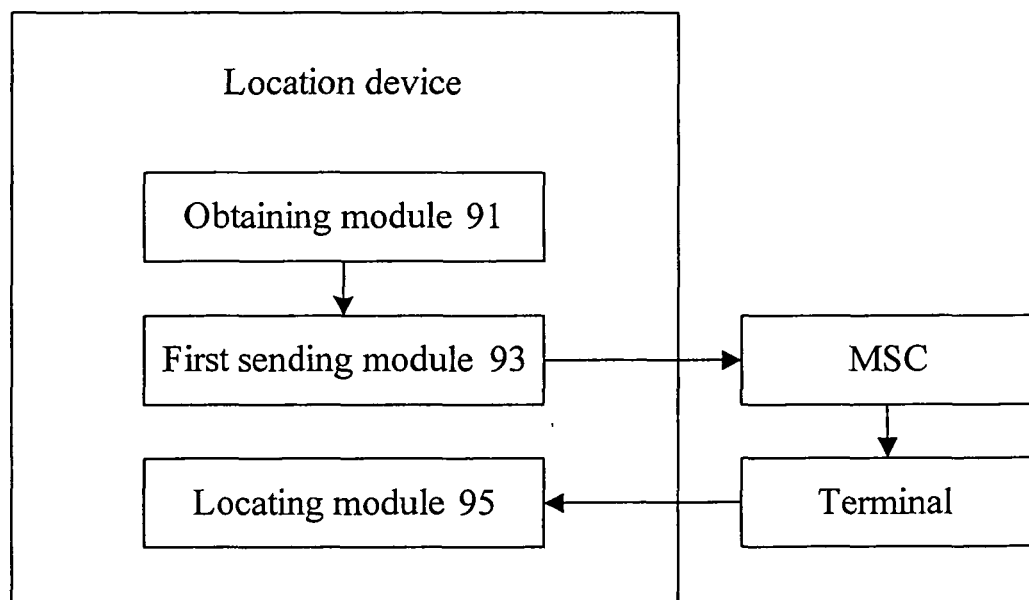 Location device
Obtaining module 91
First sending module 93
MSC
Locating module 95
Terminal